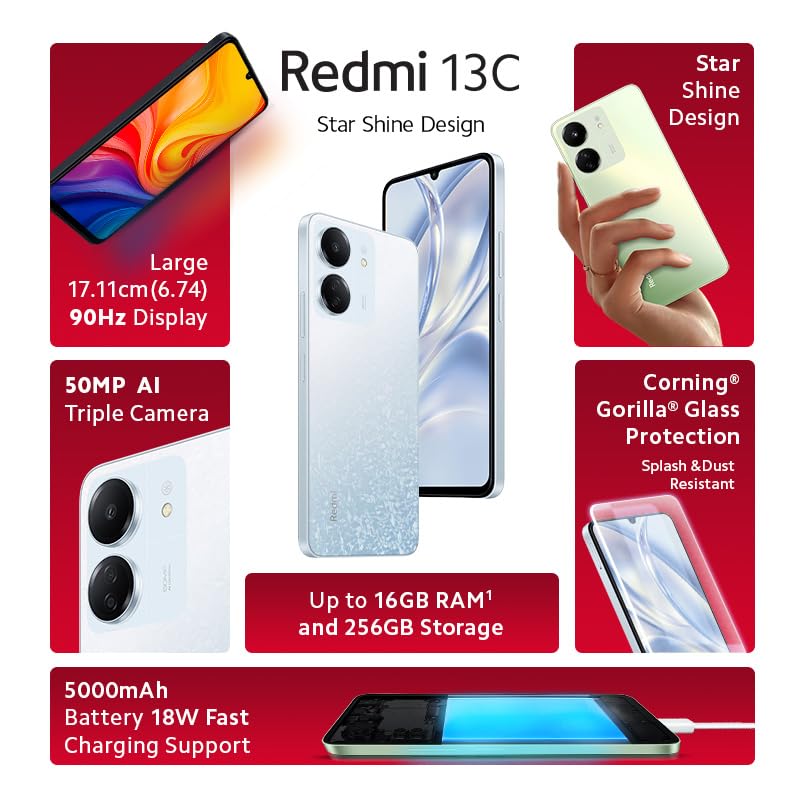 Redmi 13C
Star Shine Design
Large
17.11cm(6.74)
90Hz Display
Star
Shine
Design
Redmi
50MP AI
Triple Camera
Corning®
Gorilla® Glass
Protection
Splash &Dust
Resistant
Redmi
Up to 16GB RAM¹
and 256GB Storage
5000mAh
Battery 18W Fast
Charging Support